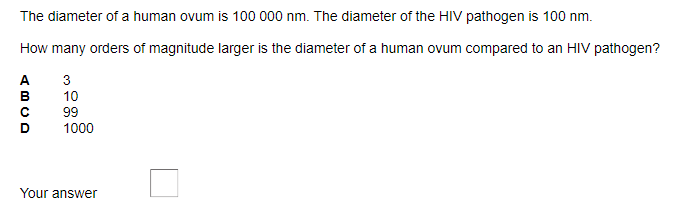 The diameter of a human ovum is 100 000 nm. The diameter of the HIV pathogen is 100 nm.
How many orders of magnitude larger is the diameter of a human ovum compared to an HIV pathogen?
A 3
B 10
C 99
D 1000
Your answer